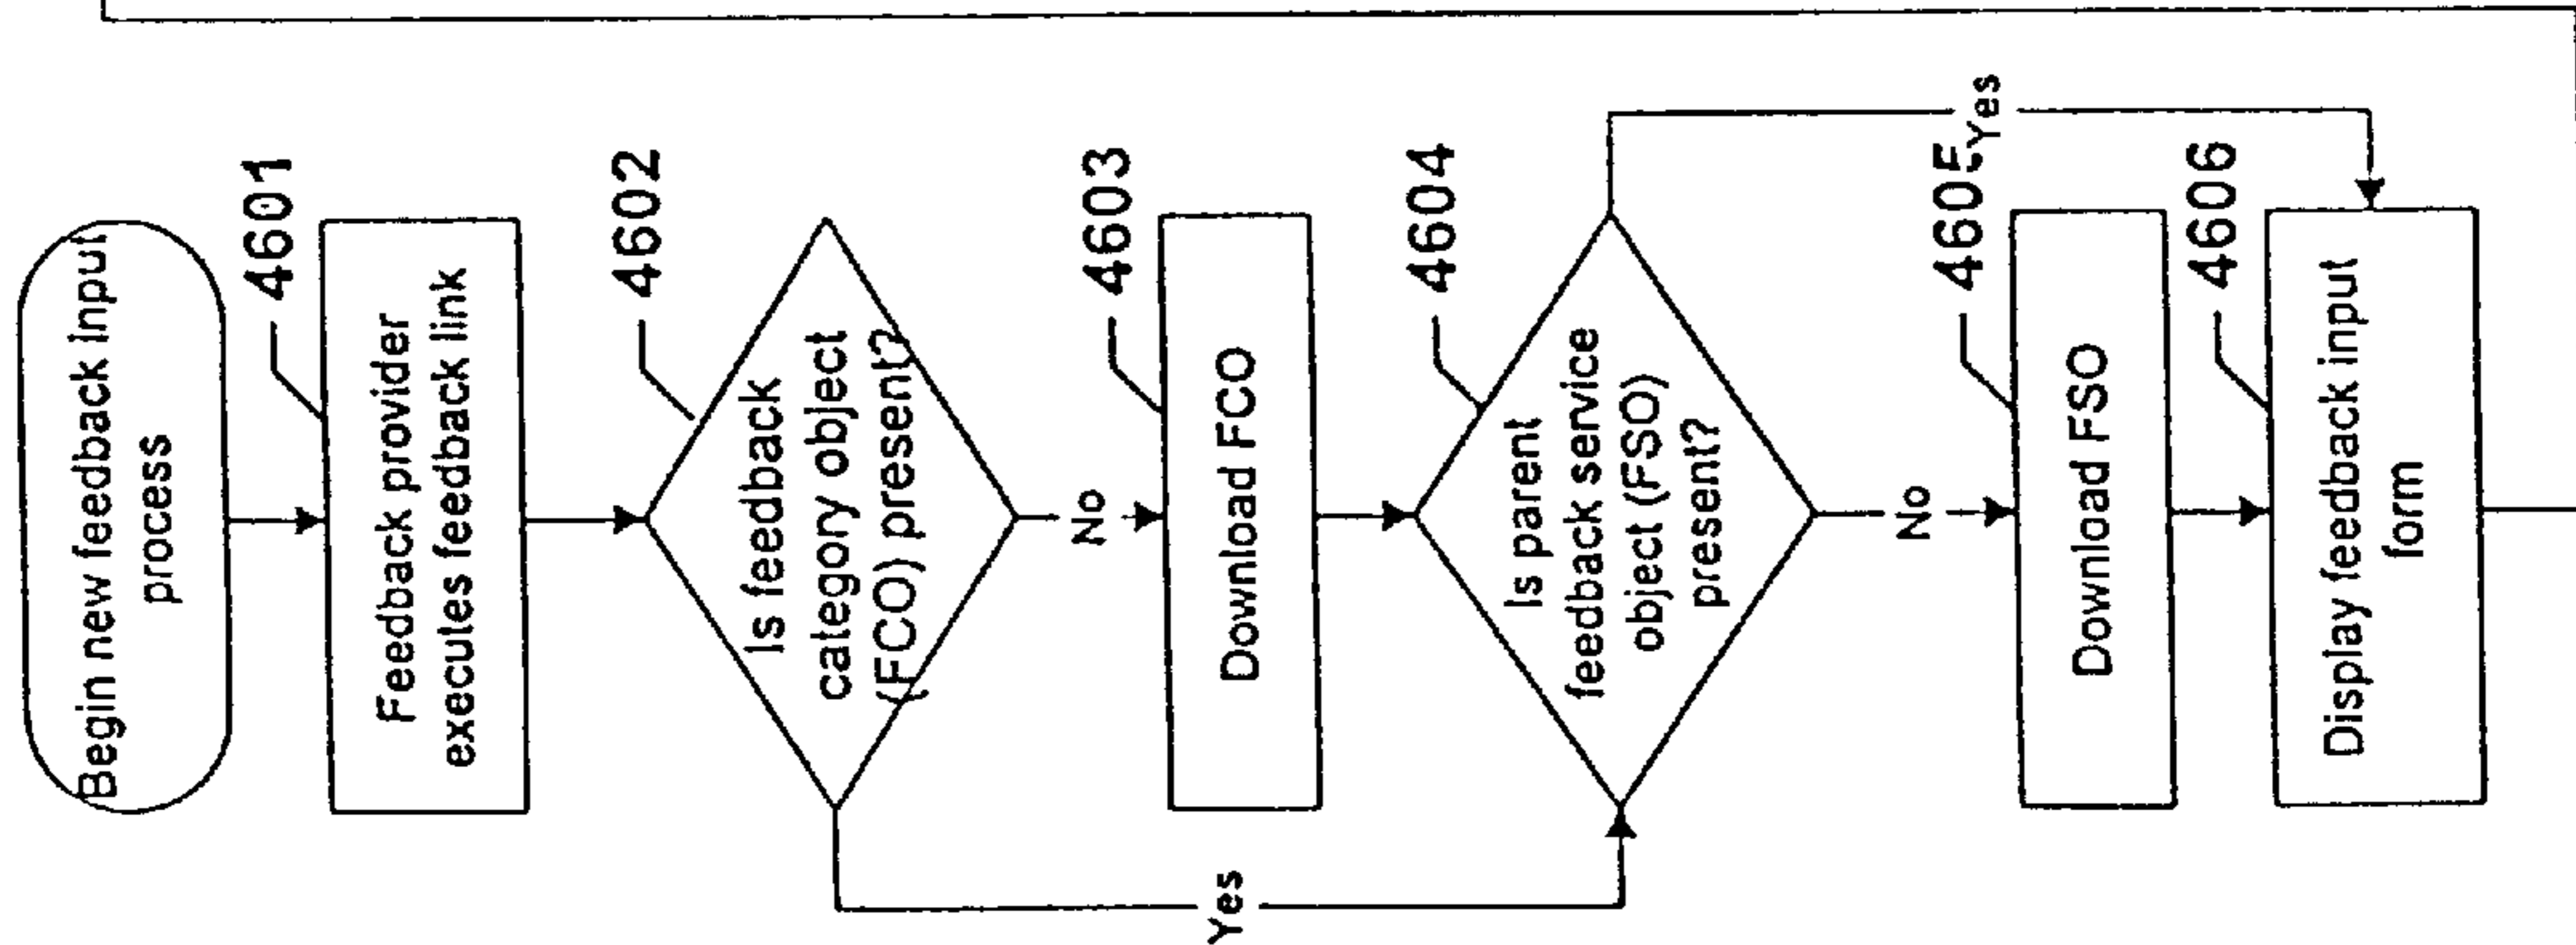 Begin new feedback input
process
4601
Feedback provider
executes feedback link
4602
Is feedback
category object
(FCO) present?
Yes
No
4603
Download FCO
4604
Is parent
feedback service
object (FSO)
present?
Yes
No
4605
Download FSO
4606
Display feedback input
form